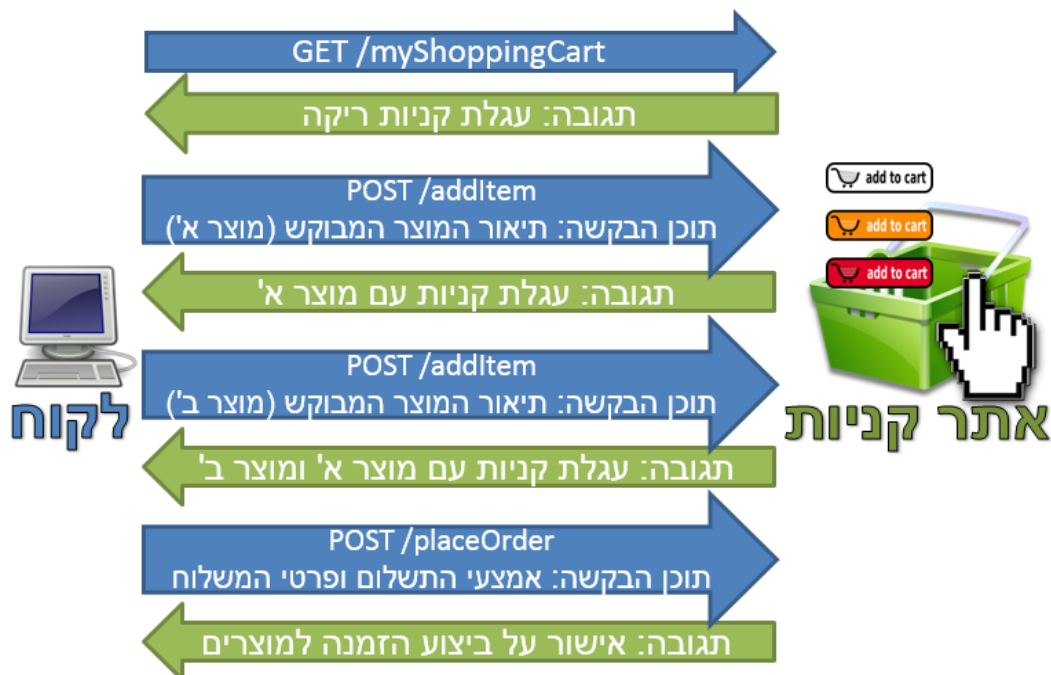 GET /myShoppingCart
תגובה: עגלת קניות ריקה
POST /addItem
תוכן הבקשה: תיאור המוצר המבוקש (מוצר א')
תגובה: עגלת קניות עם מוצר א'
POST /addItem
תוכן הבקשה: תיאור המוצר המבוקש (מוצר ב')
תגובה: עגלת קניות עם מוצר א' ומוצר ב'
POST /placeOrder
תוכן הבקשה: אמצעי התשלום ופרטי המשלוח
תגובה: אישור על ביצוע הזמנה למוצרים
לקוח
add to cart
add to cart
add to cart
אתר קניות